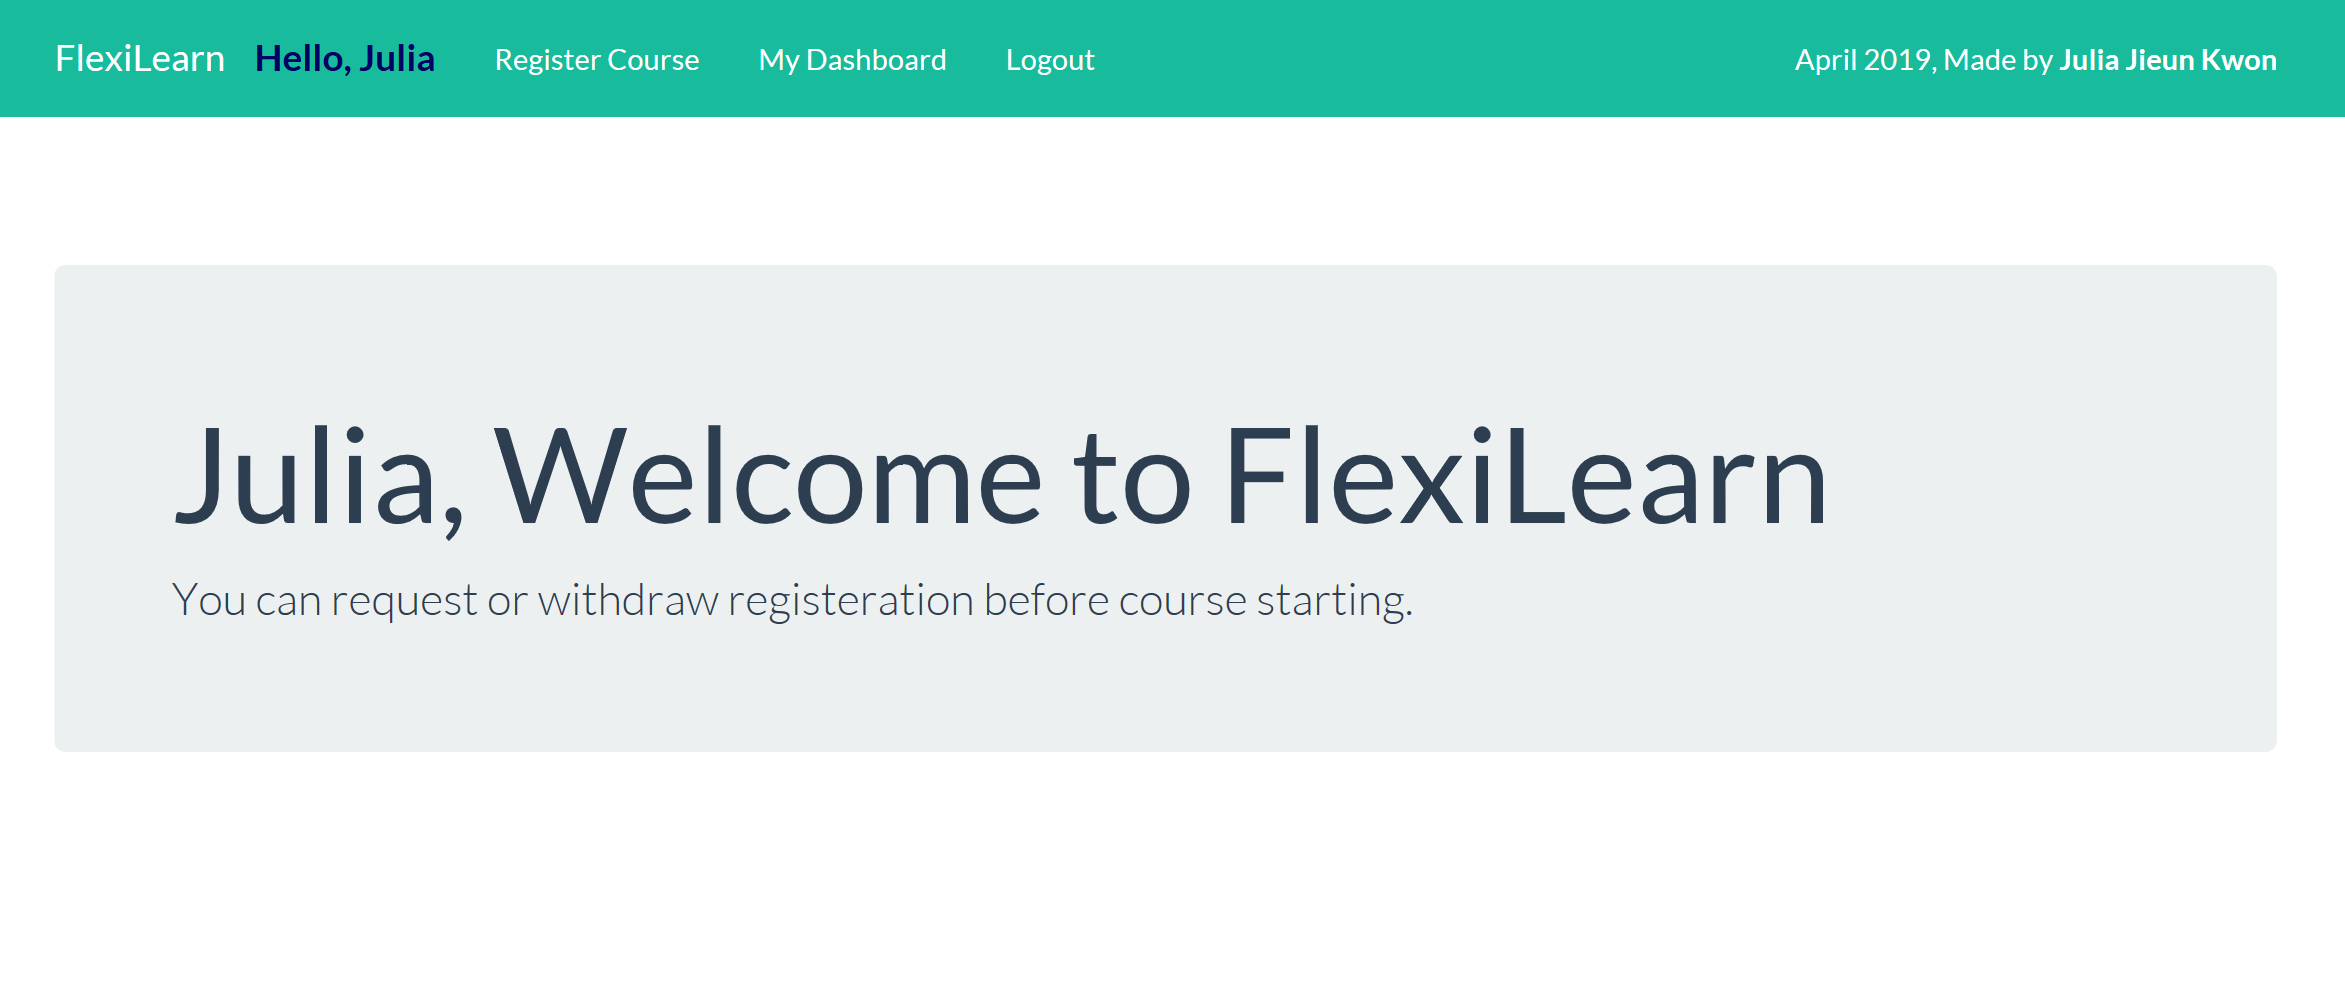 FlexiLearn Hello, Julia Register Course My Dashboard Logout April 2019, Made by Julia Jieun Kwon
Julia, Welcome to FlexiLearn
You can request or withdraw registeration before course starting.